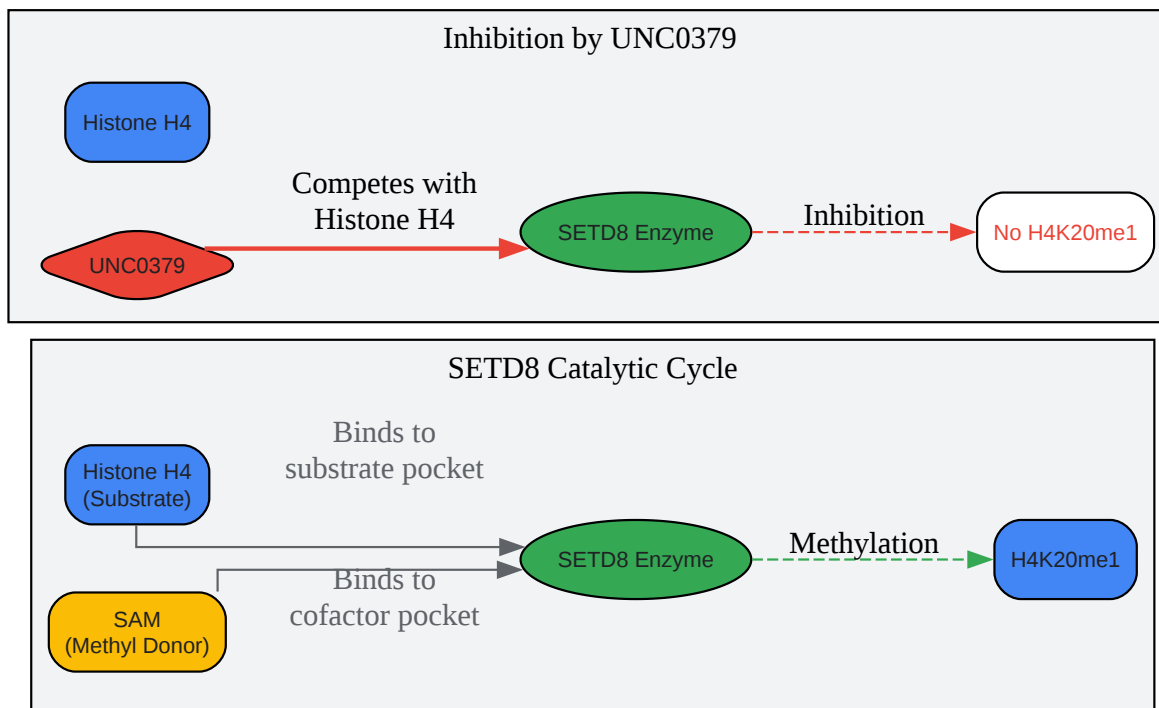 Inhibition by UNC0379
Histone H4
Competes with
Histone H4
UNC0379
SETD8 Enzyme
Inhibition
No H4K20me1
SETD8 Catalytic Cycle
Binds to
substrate pocket
Histone H4
(Substrate)
SETD8 Enzyme
Methylation
H4K20me1
Binds to
cofactor pocket
SAM
(Methyl Donor)